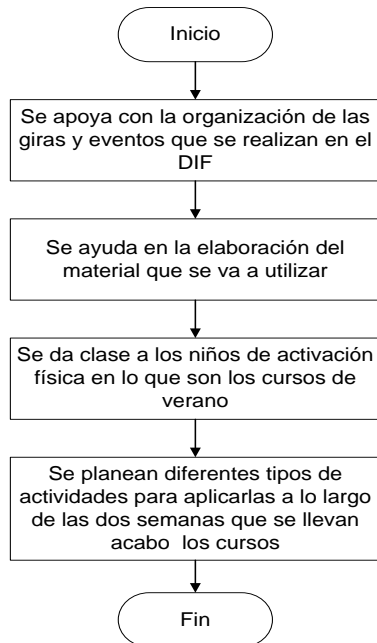 Inicio
Se apoya con la organización de las
giras y eventos que se realizan en el
DIF
Se ayuda en la elaboración del
material que se va a utilizar
Se da clase a los niños de activación
física en lo que son los cursos de
verano
Se planean diferentes tipos de
actividades para aplicarlas a lo largo
de las dos semanas que se llevan
acabo los cursos
Fin